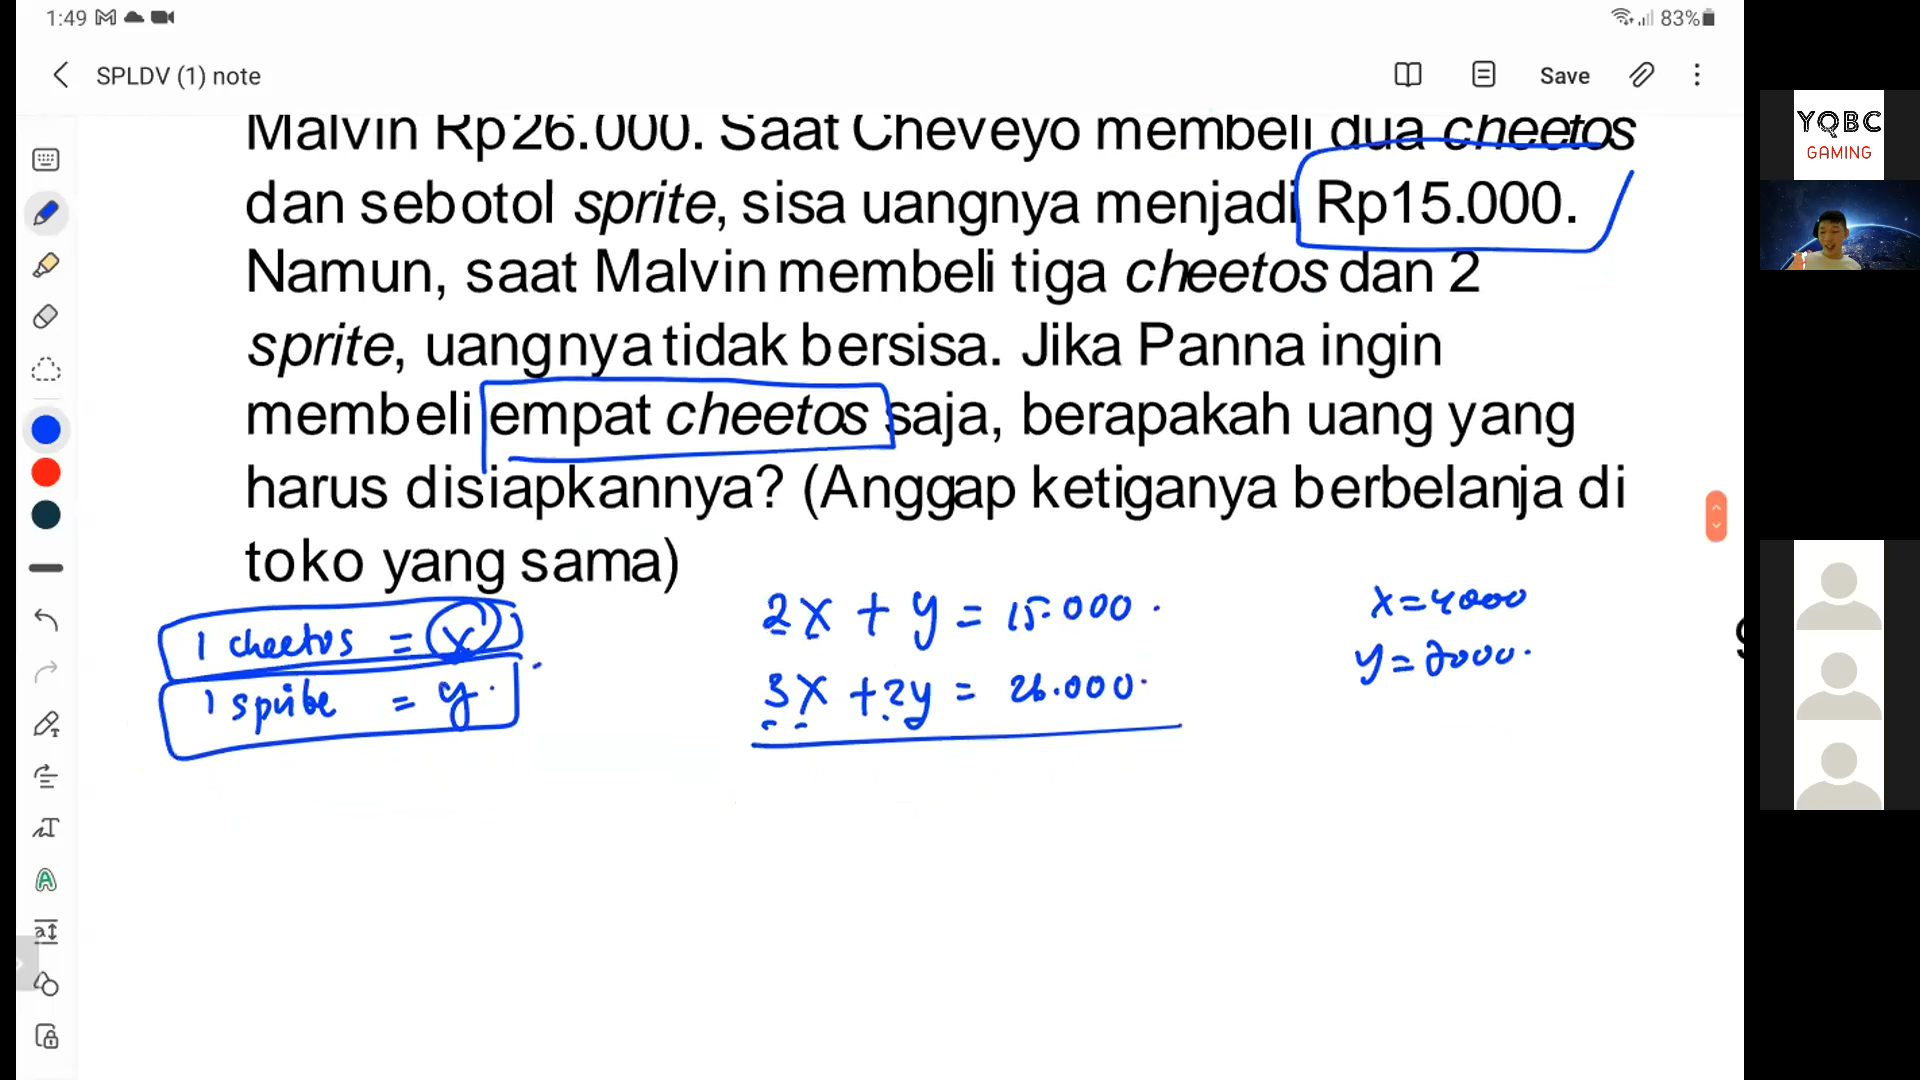 1:49
83%
SPLDV (1) note
Save
Malvin Rp26.000. Saat Cheveyo membeli dua cheetos
dan sebotol sprite, sisa uangnya menjadi Rp15.000.
Namun, saat Malvin membeli tiga cheetos dan 2
sprite, uangnya tidak bersisa. Jika Panna ingin
membeli empat cheetos saja, berapakah uang yang
harus disiapkannya? (Anggap ketiganya berbelanja di
toko yang sama)
1 cheetos = x
1 sprite = y.
2x + y = 15.000.
3x + 2y = 26.000.
x = 4000
y = 7000.
YQBC
GAMING